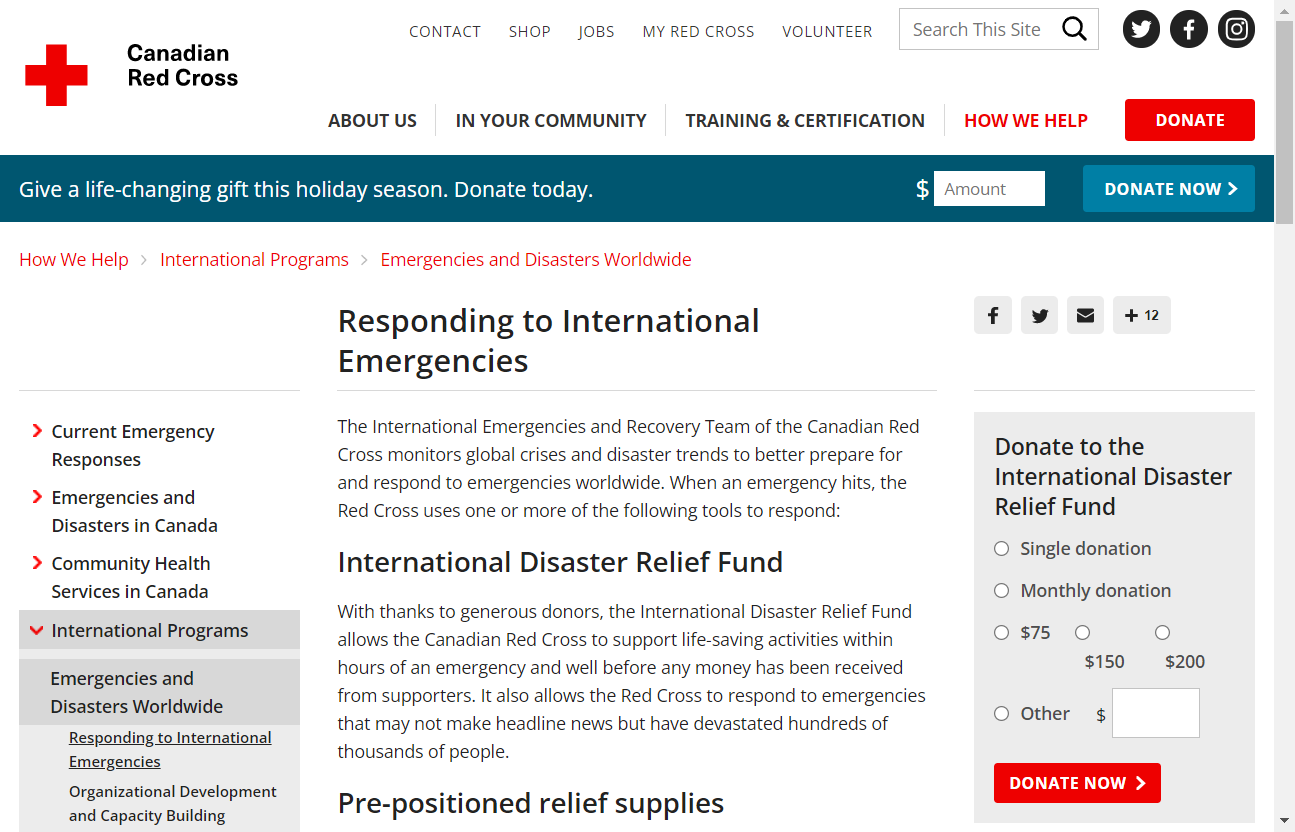 CONTACT SHOP JOBS MY RED CROSS VOLUNTEER Search This Site
Canadian
Red Cross
ABOUT US IN YOUR COMMUNITY TRAINING & CERTIFICATION HOW WE HELP DONATE
Give a life-changing gift this holiday season. Donate today. $ Amount DONATE NOW
How We Help International Programs Emergencies and Disasters Worldwide
Responding to International
Emergencies
+ 12
Current Emergency
Responses
Emergencies and
Disasters in Canada
Community Health
Services in Canada
International Programs
Emergencies and
Disasters Worldwide
Responding to International
Emergencies
Organizational Development
and Capacity Building
The International Emergencies and Recovery Team of the Canadian Red
Cross monitors global crises and disaster trends to better prepare for
and respond to emergencies worldwide. When an emergency hits, the
Red Cross uses one or more of the following tools to respond:
International Disaster Relief Fund
With thanks to generous donors, the International Disaster Relief Fund
allows the Canadian Red Cross to support life-saving activities within
hours of an emergency and well before any money has been received
from supporters. It also allows the Red Cross to respond to emergencies
that may not make headline news but have devastated hundreds of
thousands of people.
Pre-positioned relief supplies
Donate to the
International Disaster
Relief Fund
Single donation
Monthly donation
$75
$150 $200
Other $
DONATE NOW